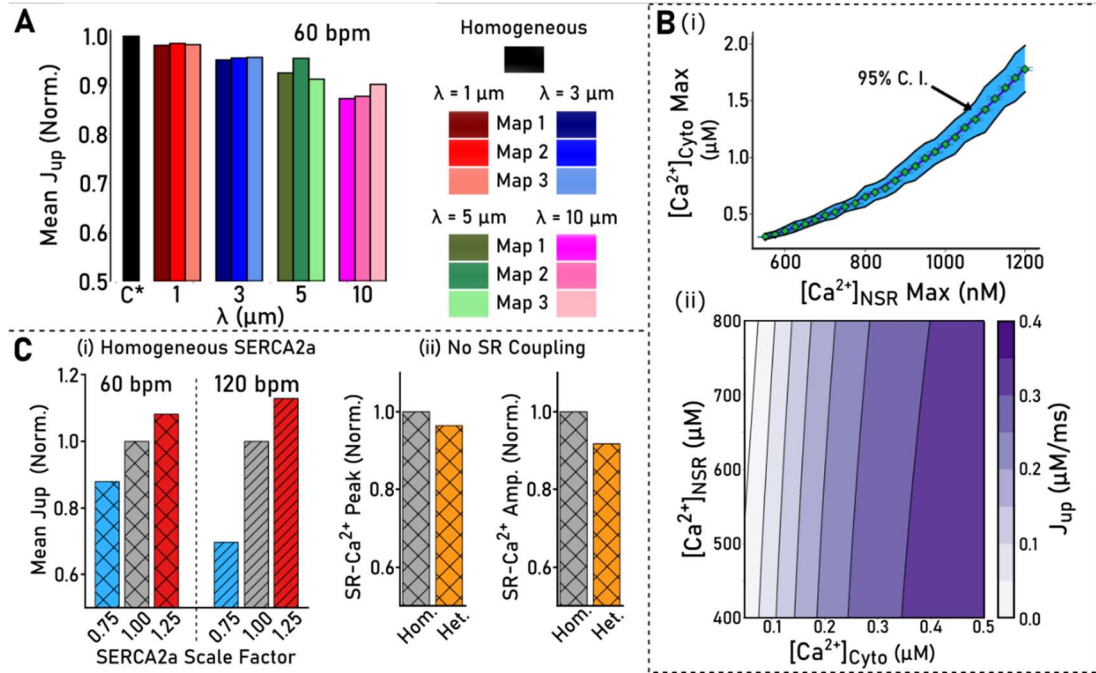 A
60 bpm
Mean Jup (Norm.)
1.0
0.9
0.8
0.7
0.6
0.5
C*
1
3
5
10
λ (μm)
Homogeneous
λ = 1 μm
λ = 3 μm
Map 1
Map 2
Map 3
λ = 5 μm
λ = 10 μm
Map 1
Map 2
Map 3
B
(i)
95% C. I.
[Ca²⁺]Cyto Max
(μM)
2.0
1.5
1.0
0.5
600
800
1000
1200
[Ca²⁺]NSR Max (nM)
(ii)
[Ca²⁺]NSR (μM)
800
700
600
500
400
0.1
0.2
0.3
0.4
0.5
[Ca²⁺]Cyto (μM)
0.4
0.3
0.2
0.1
0.0
Jup (μM/ms)
C
(i) Homogeneous SERCA2a
60 bpm
120 bpm
Mean Jup (Norm.)
1.2
1.0
0.8
0.6
0.75
1.00
1.25
0.75
1.00
1.25
SERCA2a Scale Factor
(ii) No SR Coupling
SR-Ca²⁺ Peak (Norm.)
1.0
0.8
0.6
Hom.
Het.
SR-Ca²⁺ Amp. (Norm.)
1.0
0.8
0.6
Hom.
Het.